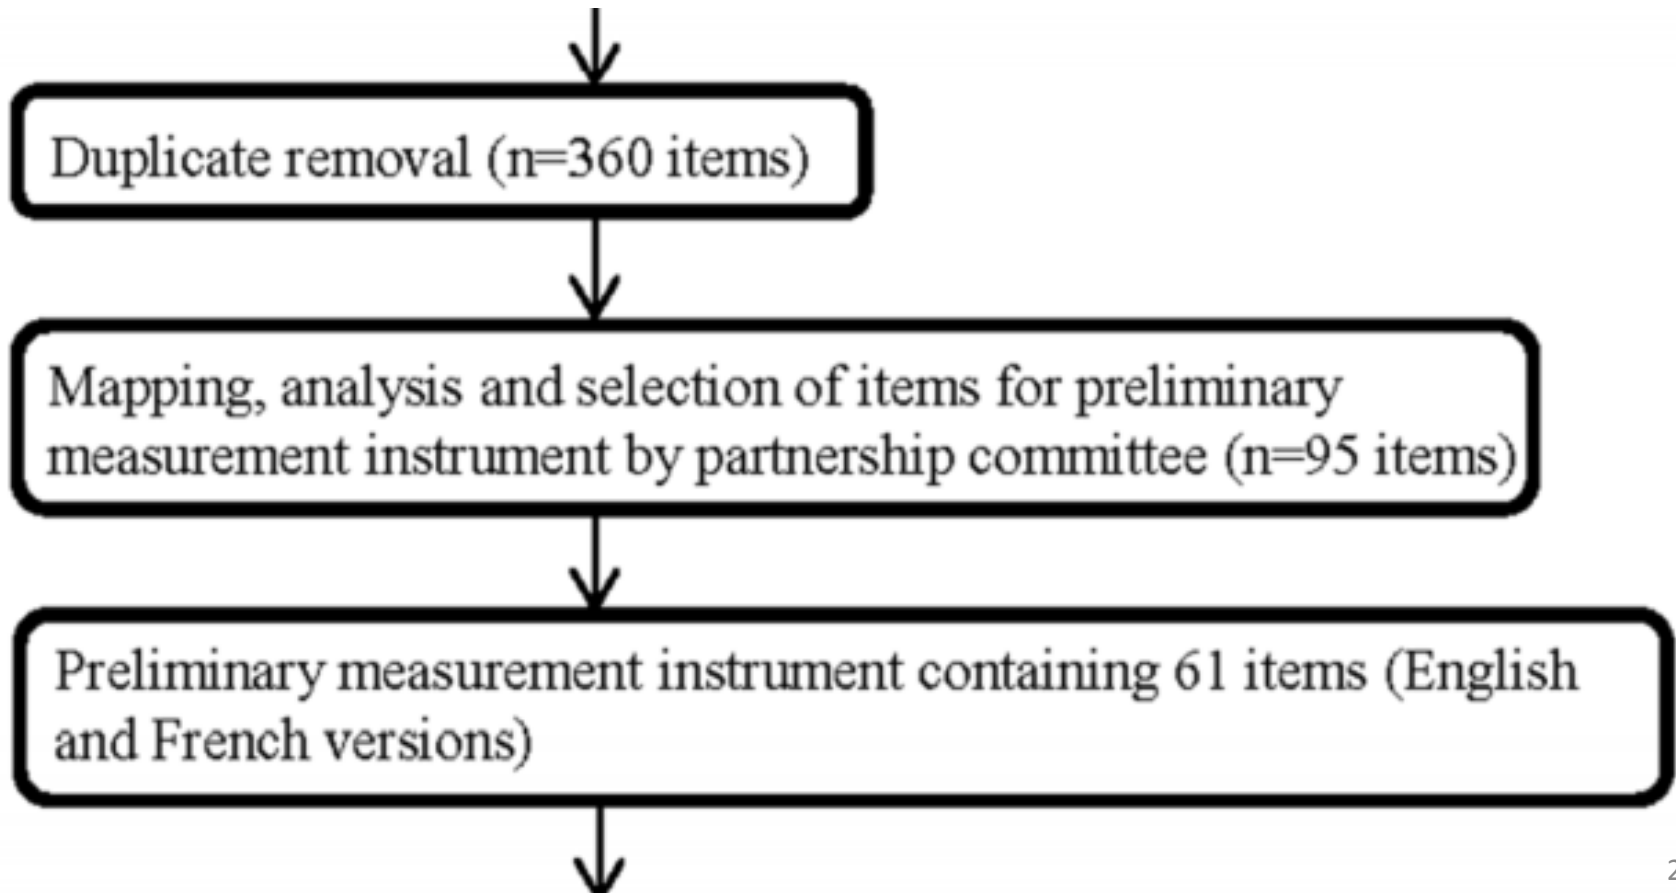 Duplicate removal (n=360 items)
Mapping, analysis and selection of items for preliminary
measurement instrument by partnership committee (n=95 items)
Preliminary measurement instrument containing 61 items (English
and French versions)